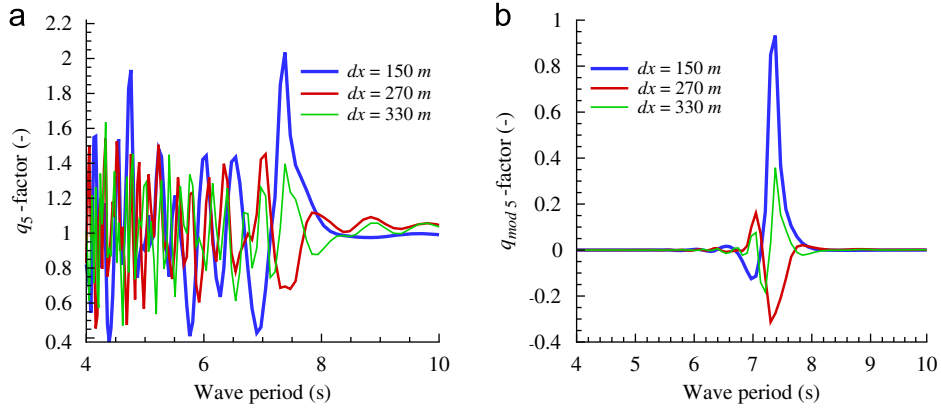 a
q5-factor (-)
2.2
2
1.8
1.6
1.4
1.2
1
0.8
0.6
0.4
dx = 150 m
dx = 270 m
dx = 330 m
4
6
8
10
Wave period (s)
b
qmod 5-factor (-)
1
0.8
0.6
0.4
0.2
0
-0.2
-0.4
dx = 150 m
dx = 270 m
dx = 330 m
4
5
6
7
8
9
10
Wave period (s)